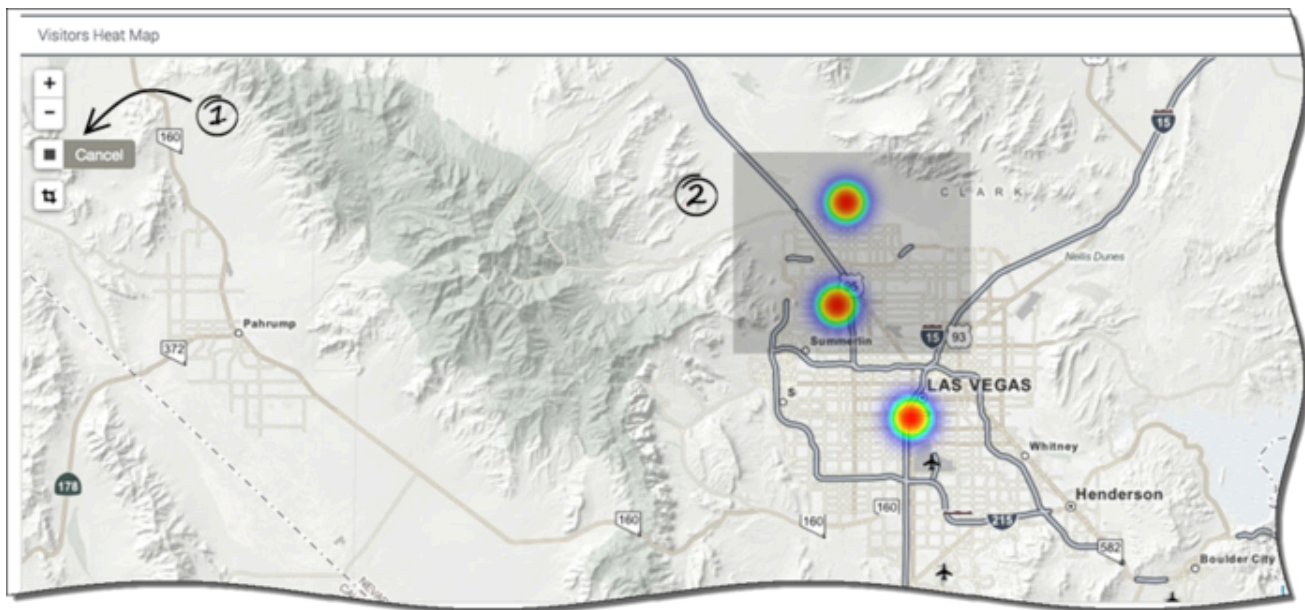 Visitors Heat Map
+
−
1
160
Cancel
2
15
C L A R K
Nellis Dunes
95
Pahrump
372
Summerlin
15
93
LAS VEGAS
S
Whitney
178
Henderson
160
160
160
215
582
Boulder City